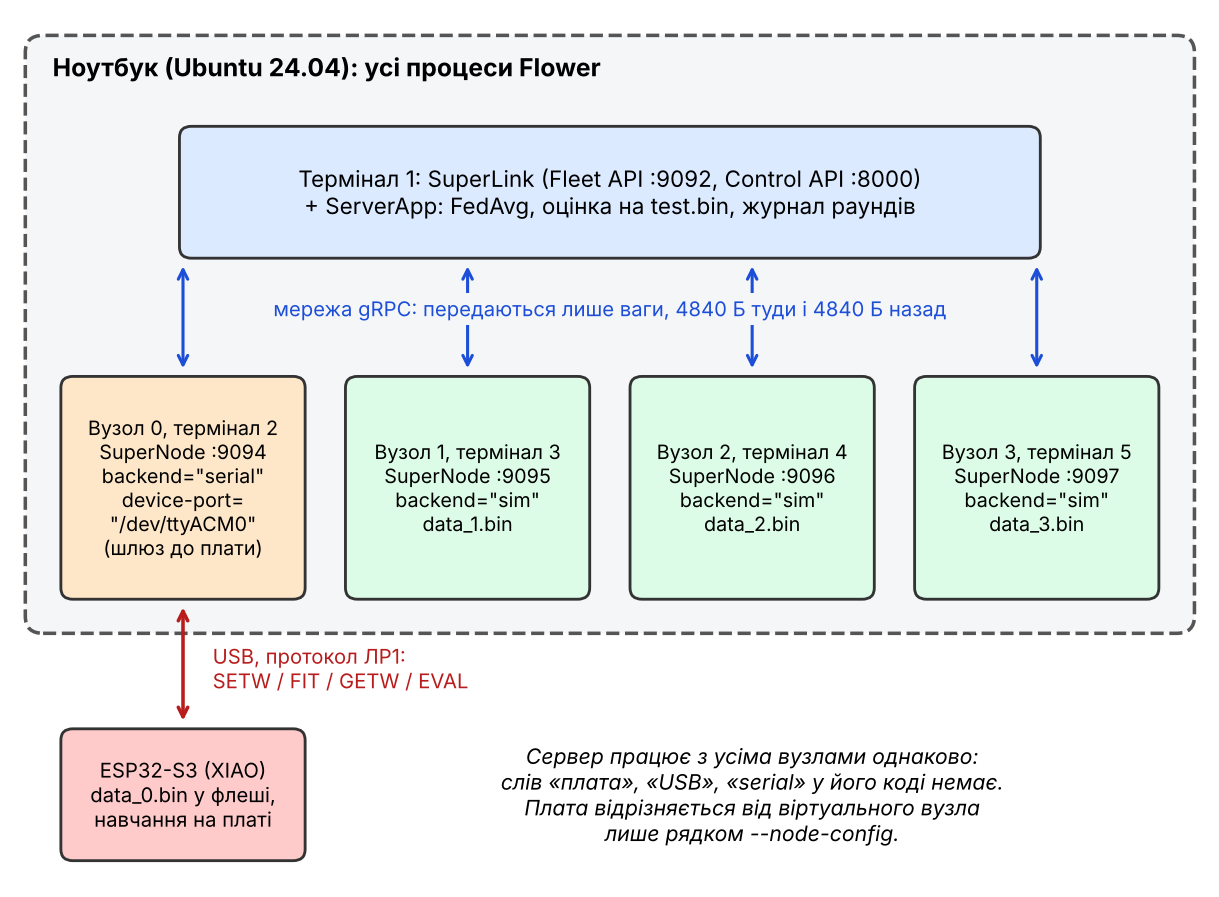 Ноутбук (Ubuntu 24.04): усі процеси Flower
Термінал 1: SuperLink (Fleet API :9092, Control API :8000)
+ ServerApp: FedAvg, оцінка на test.bin, журнал раундів
мережа gRPC: передаються лише ваги, 4840 Б туди і 4840 Б назад
Вузол 0, термінал 2
SuperNode :9094
backend="serial"
device-port=
"/dev/ttyACM0"
(шлюз до плати)
Вузол 1, термінал 3
SuperNode :9095
backend="sim"
data_1.bin
Вузол 2, термінал 4
SuperNode :9096
backend="sim"
data_2.bin
Вузол 3, термінал 5
SuperNode :9097
backend="sim"
data_3.bin
USB, протокол ЛР1:
SETW / FIT / GETW / EVAL
ESP32-S3 (XIAO)
data_0.bin у флеші,
навчання на платі
Сервер працює з усіма вузлами однаково:
слів «плата», «USB», «serial» у його коді немає.
Плата відрізняється від віртуального вузла
лише рядком --node-config.